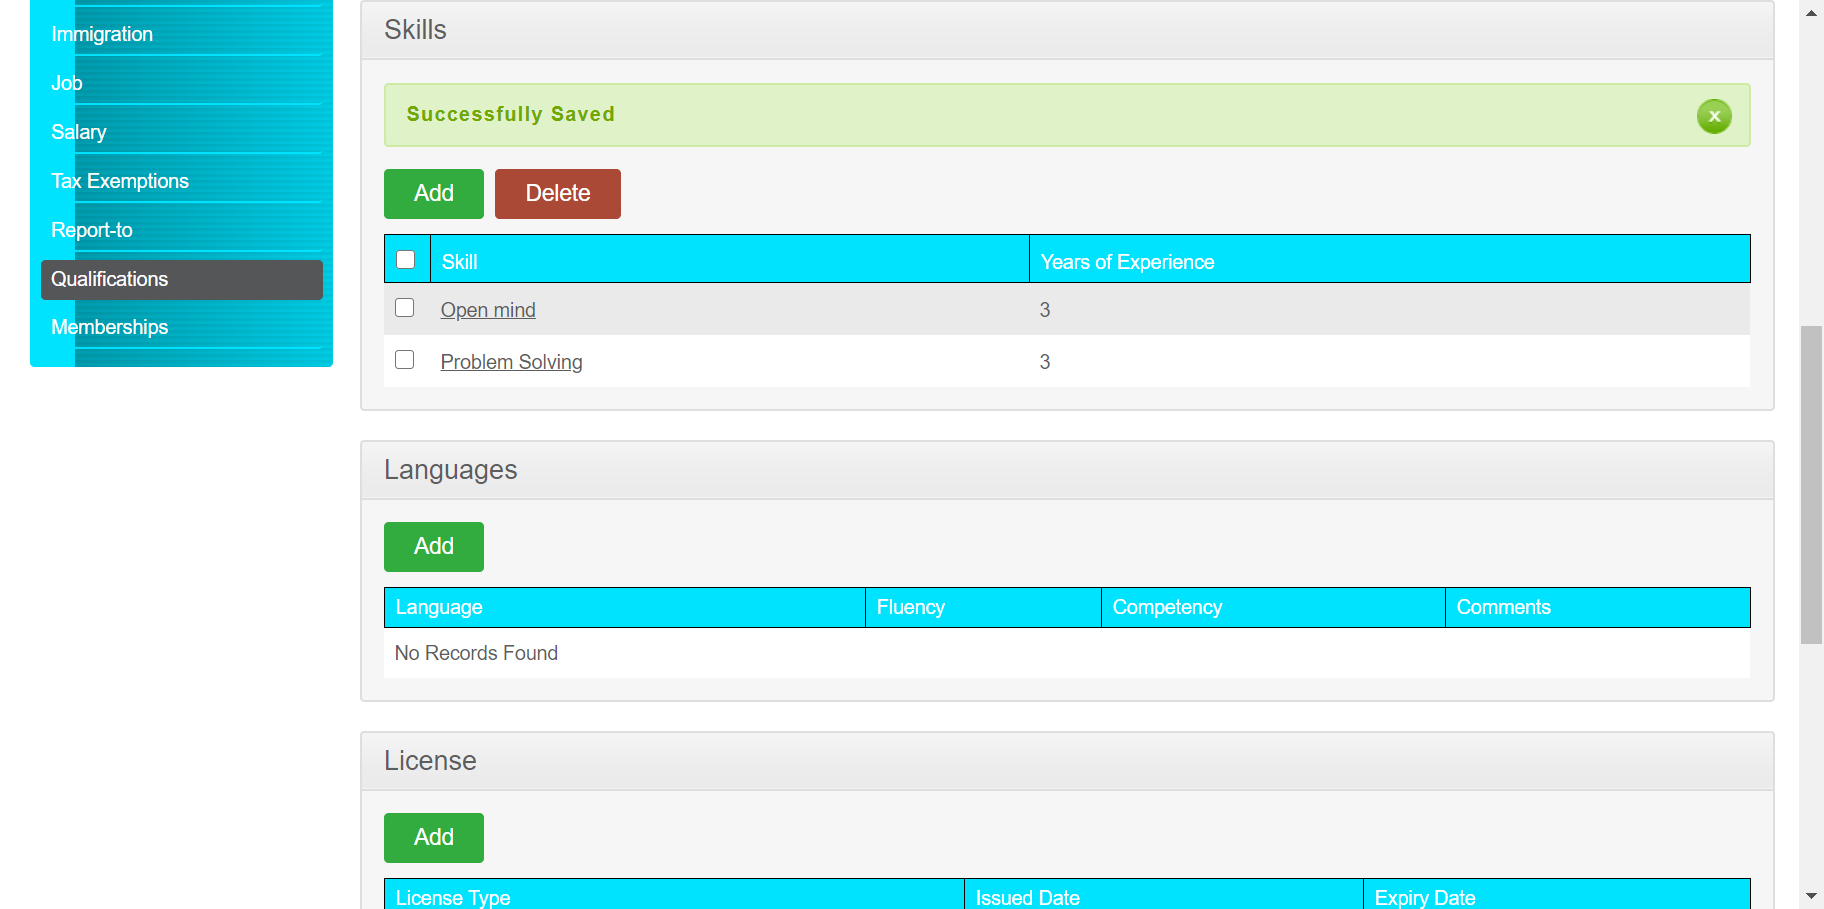 Immigration
Job
Salary
Tax Exemptions
Report-to
Qualifications
Memberships
Skills
Successfully Saved
x
Add Delete
Skill Years of Experience
Open mind 3
Problem Solving 3
Languages
Add
Language Fluency Competency Comments
No Records Found
License
Add
License Type Issued Date Expiry Date